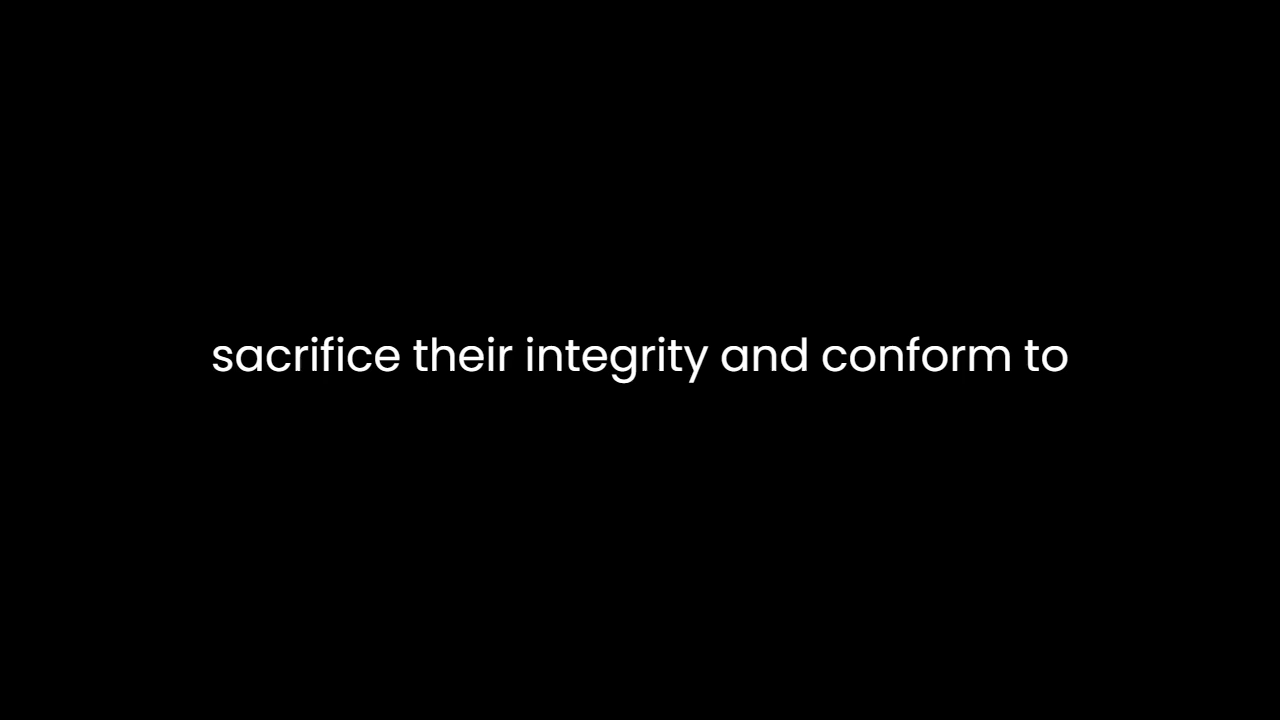 sacrifice their integrity and conform to